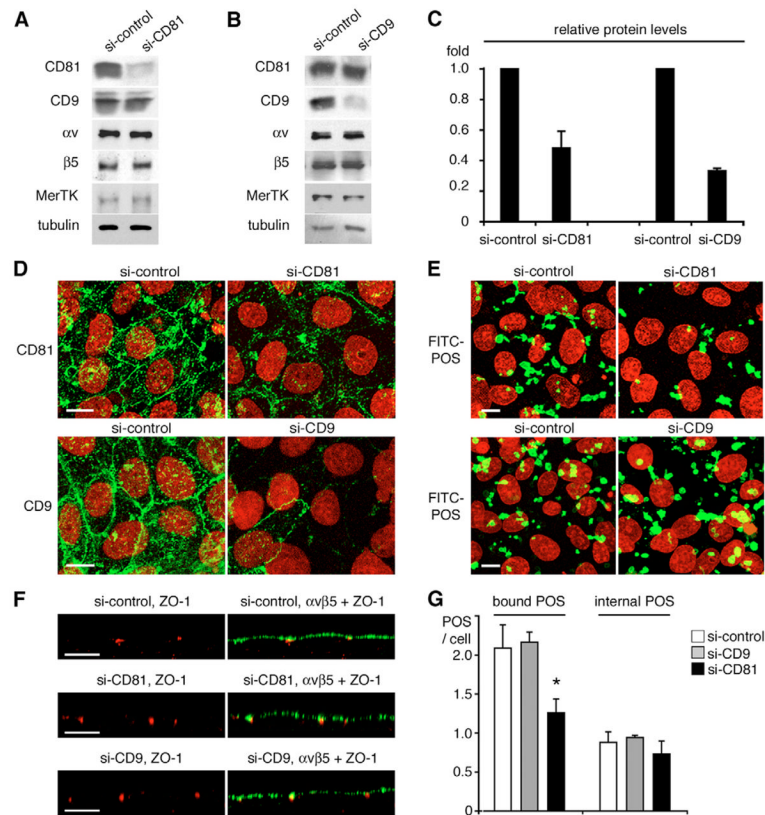 A
si-control
si-CD81
CD81
CD9
αv
β5
MerTK
tubulin
B
si-control
si-CD9
CD81
CD9
αv
β5
MerTK
tubulin
C
relative protein levels
fold
1.0
0.8
0.6
0.4
0.2
0
si-control si-CD81 si-control si-CD9
D
si-control si-CD81
CD81
si-control si-CD9
CD9
E
si-control si-CD81
FITC-
POS
si-control si-CD9
FITC-
POS
F
si-control, ZO-1 si-control, αvβ5 + ZO-1
si-CD81, ZO-1 si-CD81, αvβ5 + ZO-1
si-CD9, ZO-1 si-CD9, αvβ5 + ZO-1
G
bound POS internal POS
POS
/ cell
2.0
1.5
1.0
0.5
0.0
*
si-control
si-CD9
si-CD81